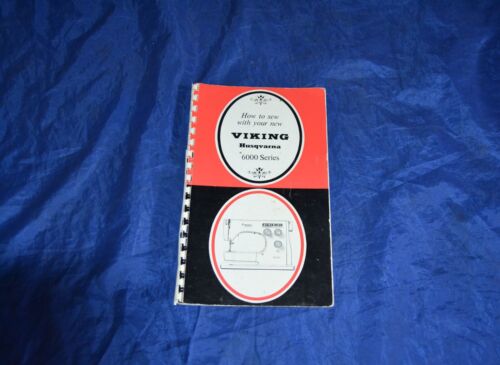 How to sew
with your new
VIKING
Husqvarna
6000 Series